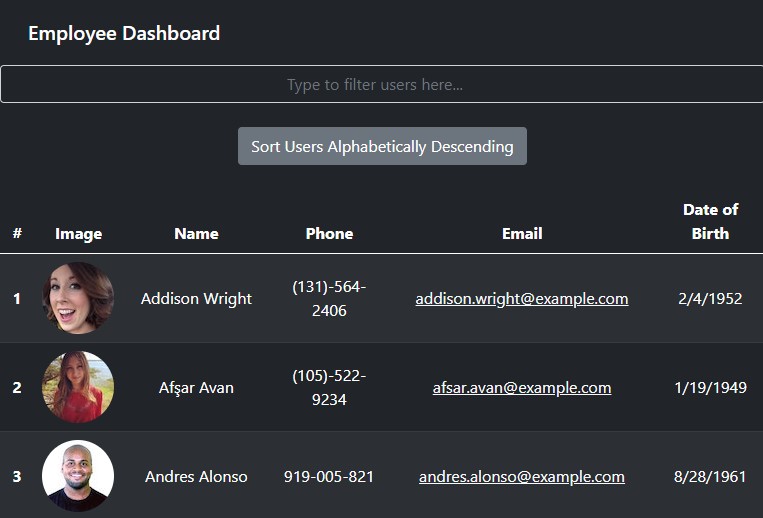 Employee Dashboard
Type to filter users here...
Sort Users Alphabetically Descending
# Image Name Phone Email Date of
Birth
1 Addison Wright (131)-564-
2406 addison.wright@example.com 2/4/1952
2 Afşar Avan (105)-522-
9234 afsar.avan@example.com 1/19/1949
3 Andres Alonso 919-005-821 andres.alonso@example.com 8/28/1961